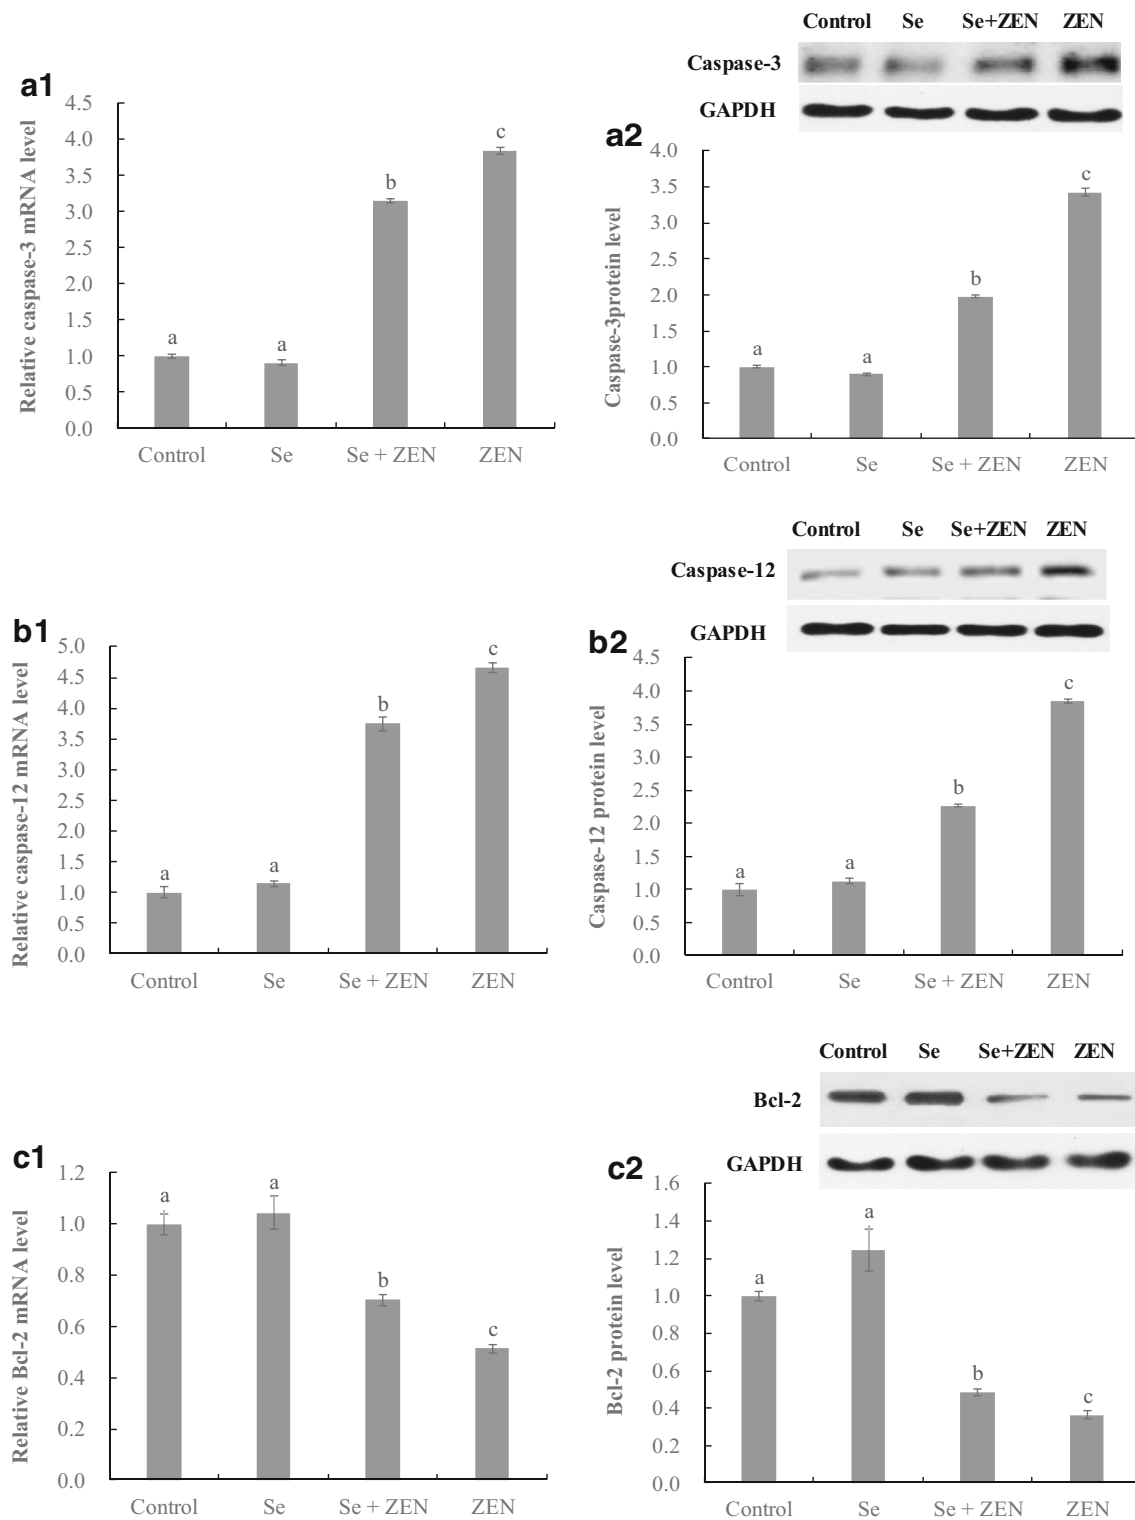 Control Se Se+ZEN ZEN
Caspase-3
GAPDH
a1
Relative caspase-3 mRNA level
4.5
4.0
3.5
3.0
2.5
2.0
1.5
1.0
0.5
0.0
a
a
b
c
Control Se Se + ZEN ZEN
a2
Caspase-3protein level
4.0
3.5
3.0
2.5
2.0
1.5
1.0
0.5
0.0
a
a
b
c
Control Se Se + ZEN ZEN
Control Se Se+ZEN ZEN
Caspase-12
GAPDH
b1
Relative caspase-12 mRNA level
5.0
4.5
4.0
3.5
3.0
2.5
2.0
1.5
1.0
0.5
0.0
a
a
b
c
Control Se Se + ZEN ZEN
b2
Caspase-12 protein level
4.5
4.0
3.5
3.0
2.5
2.0
1.5
1.0
0.5
0.0
a
a
b
c
Control Se Se + ZEN ZEN
Control Se Se+ZEN ZEN
Bcl-2
GAPDH
c1
Relative Bcl-2 mRNA level
1.2
1.0
0.8
0.6
0.4
0.2
0.0
a
a
b
c
Control Se Se + ZEN ZEN
c2
Bcl-2 protein level
1.6
1.4
1.2
1.0
0.8
0.6
0.4
0.2
0.0
a
a
b
c
Control Se Se + ZEN ZEN